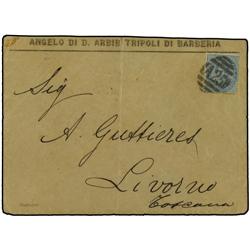 ANGELO DI D. ARBIB TRIPOLI DI BARBERIA
Sig
A. Guttieres
Livorno
Toscana